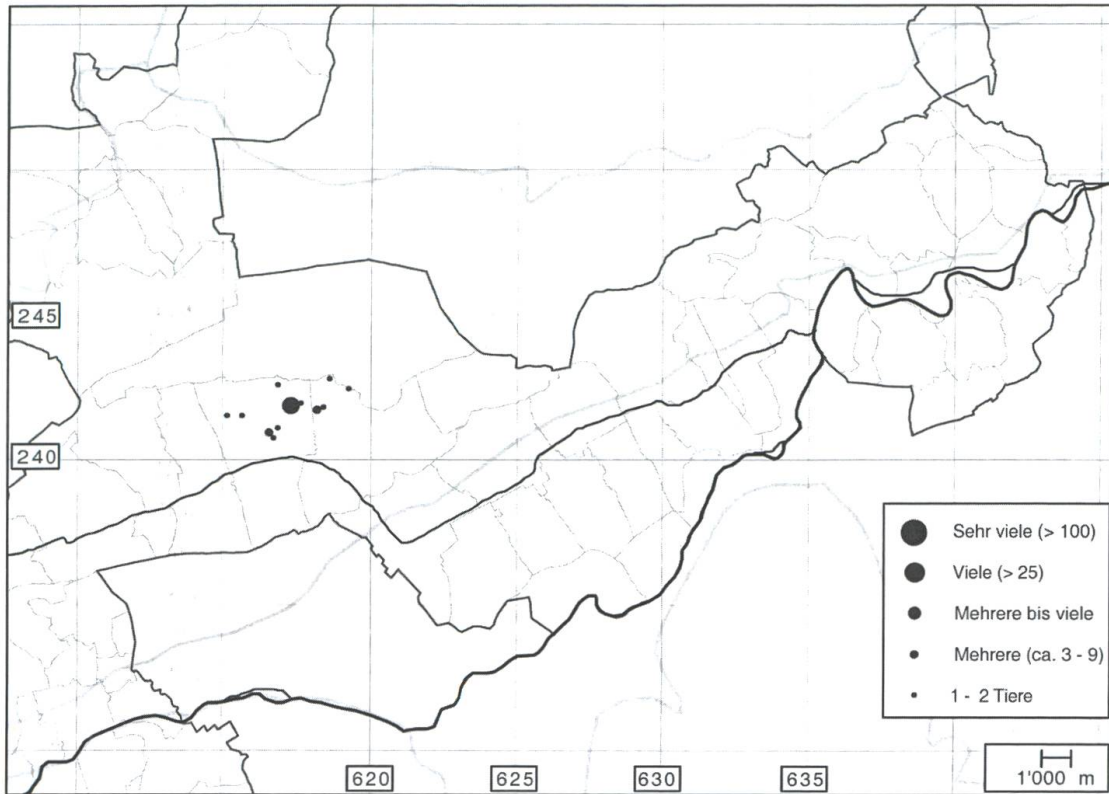 245
240
Sehr viele (> 100)
Viele (> 25)
Mehrere bis viele
Mehrere (ca. 3 - 9)
1 - 2 Tiere
620 625 630 635
1'000 m